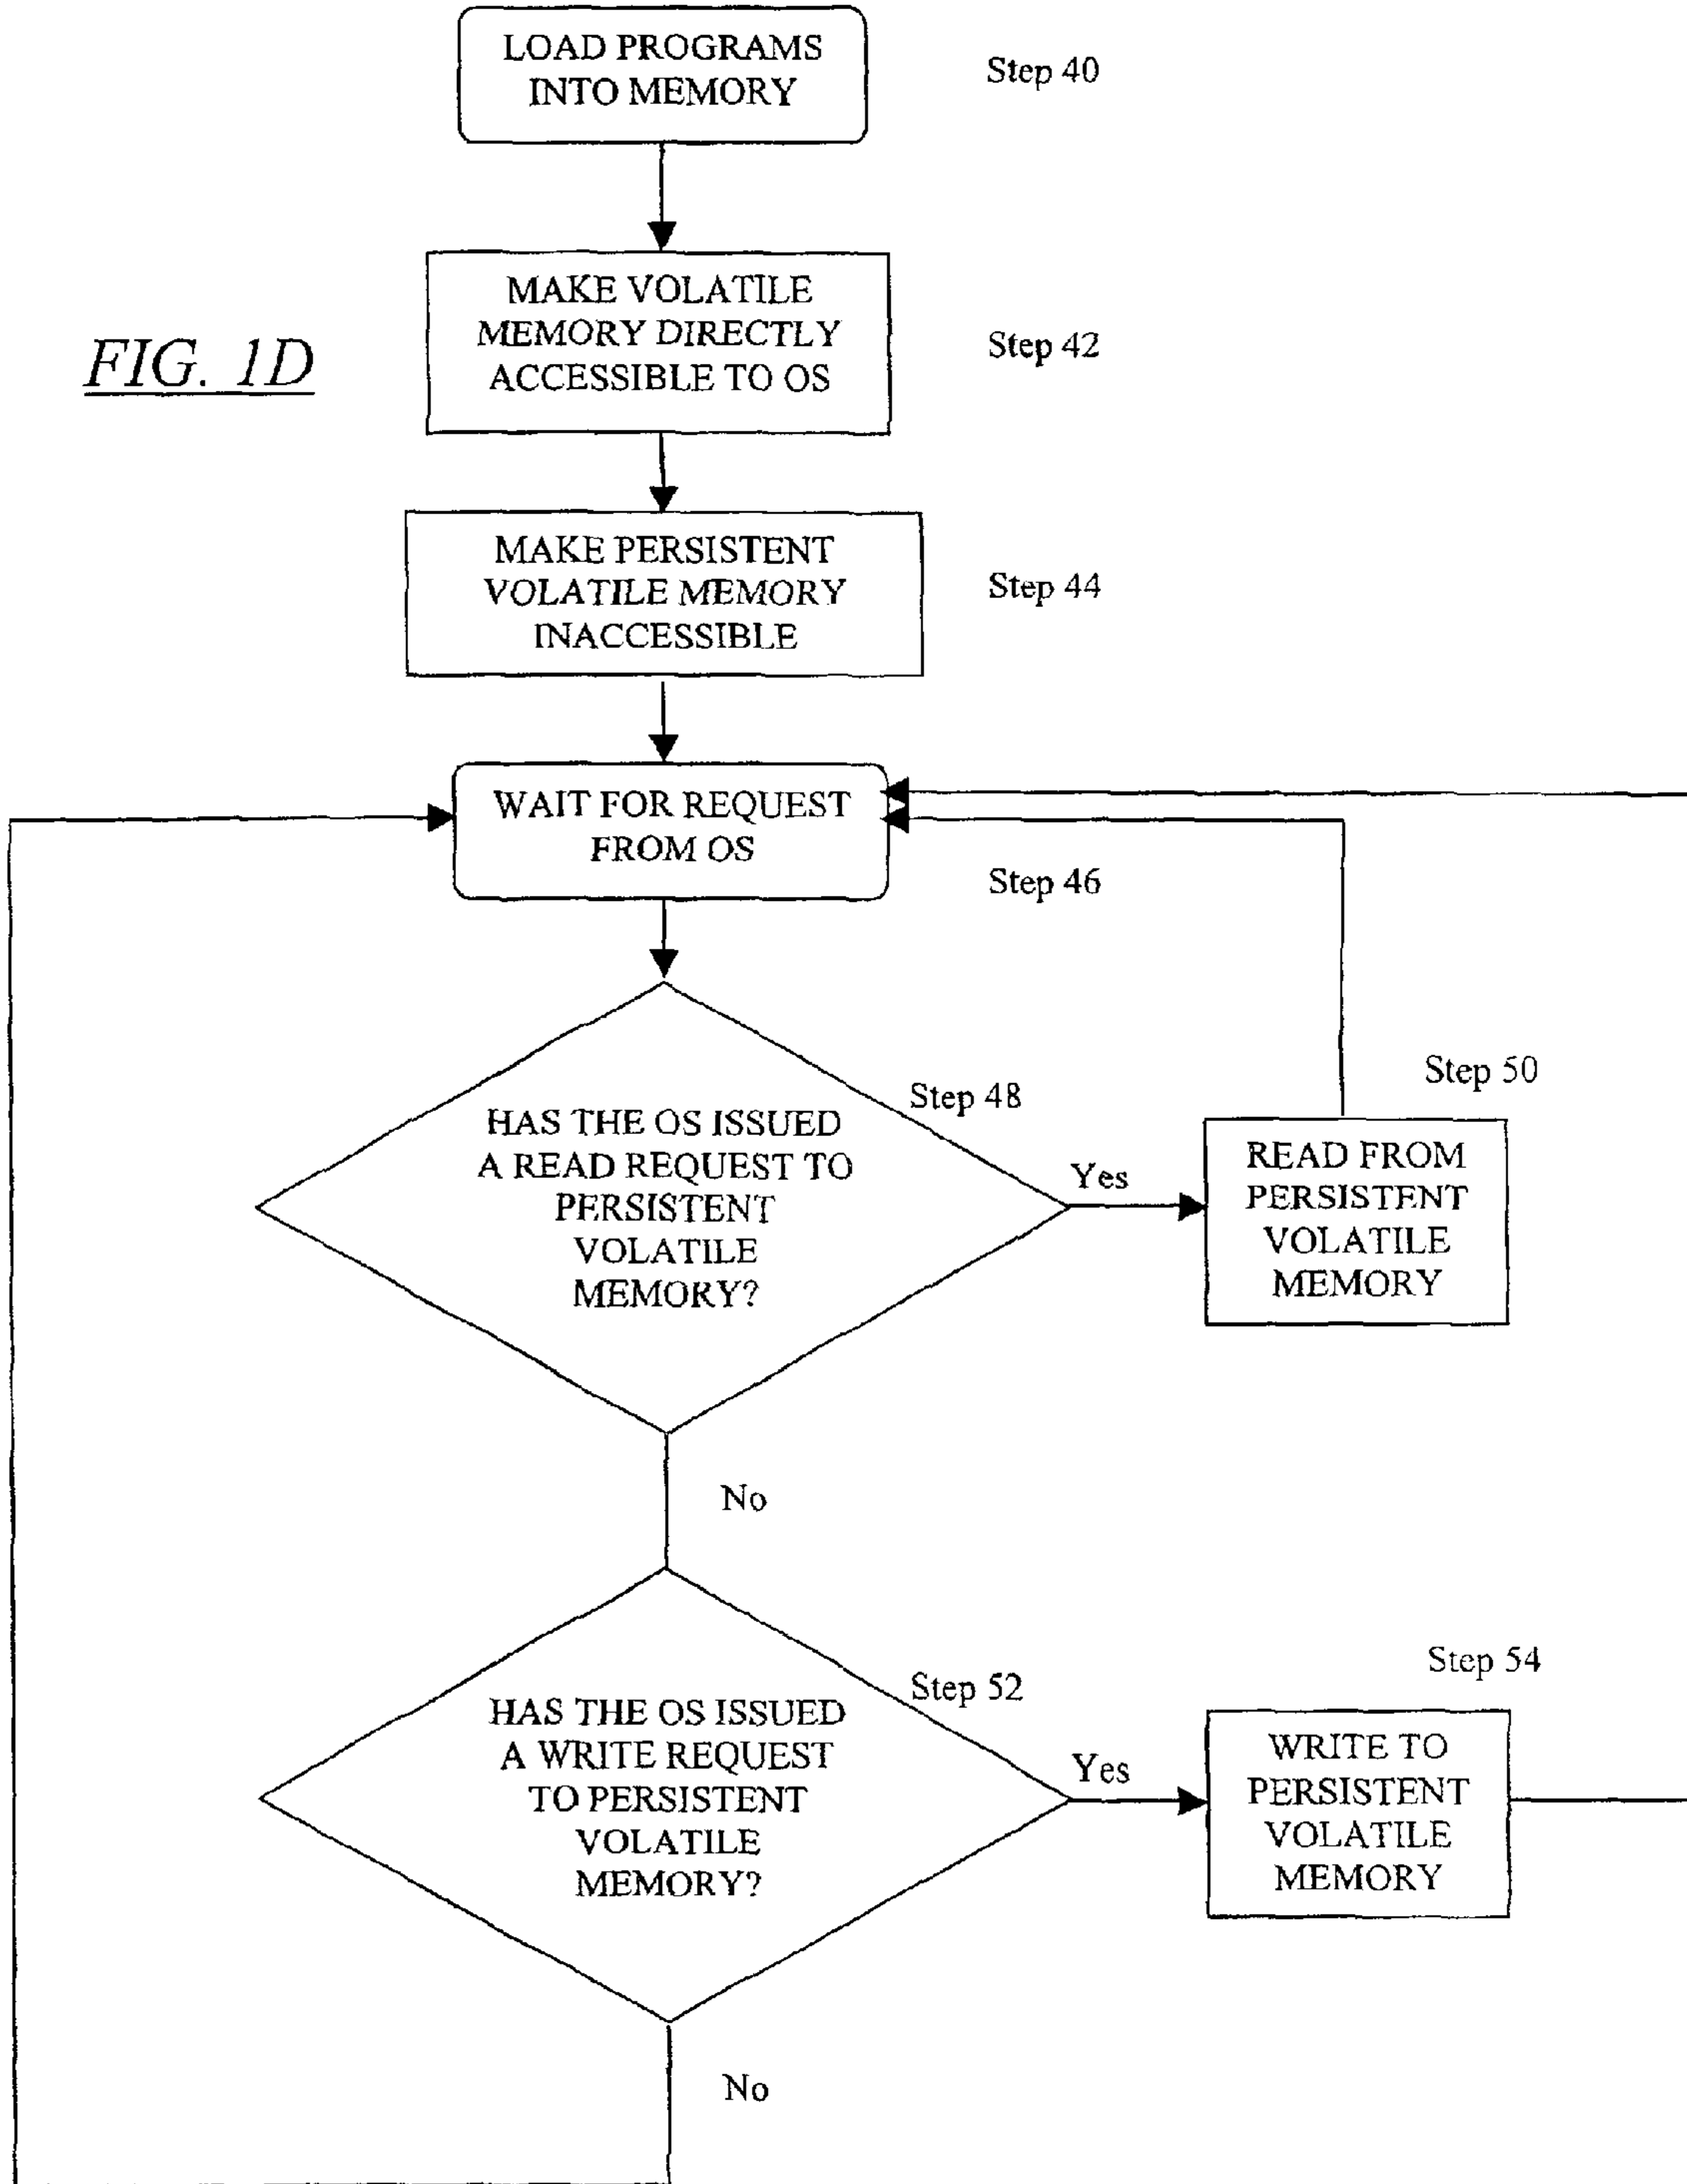 LOAD PROGRAMS
INTO MEMORY
Step 40
MAKE VOLATILE
MEMORY DIRECTLY
ACCESSIBLE TO OS
Step 42
FIG. 1D
MAKE PERSISTENT
VOLATILE MEMORY
INACCESSIBLE
Step 44
WAIT FOR REQUEST
FROM OS
Step 46
HAS THE OS ISSUED
A READ REQUEST TO
PERSISTENT
VOLATILE
MEMORY?
Step 48
Yes
Step 50
READ FROM
PERSISTENT
VOLATILE
MEMORY
No
HAS THE OS ISSUED
A WRITE REQUEST
TO PERSISTENT
VOLATILE
MEMORY?
Step 52
Yes
Step 54
WRITE TO
PERSISTENT
VOLATILE
MEMORY
No